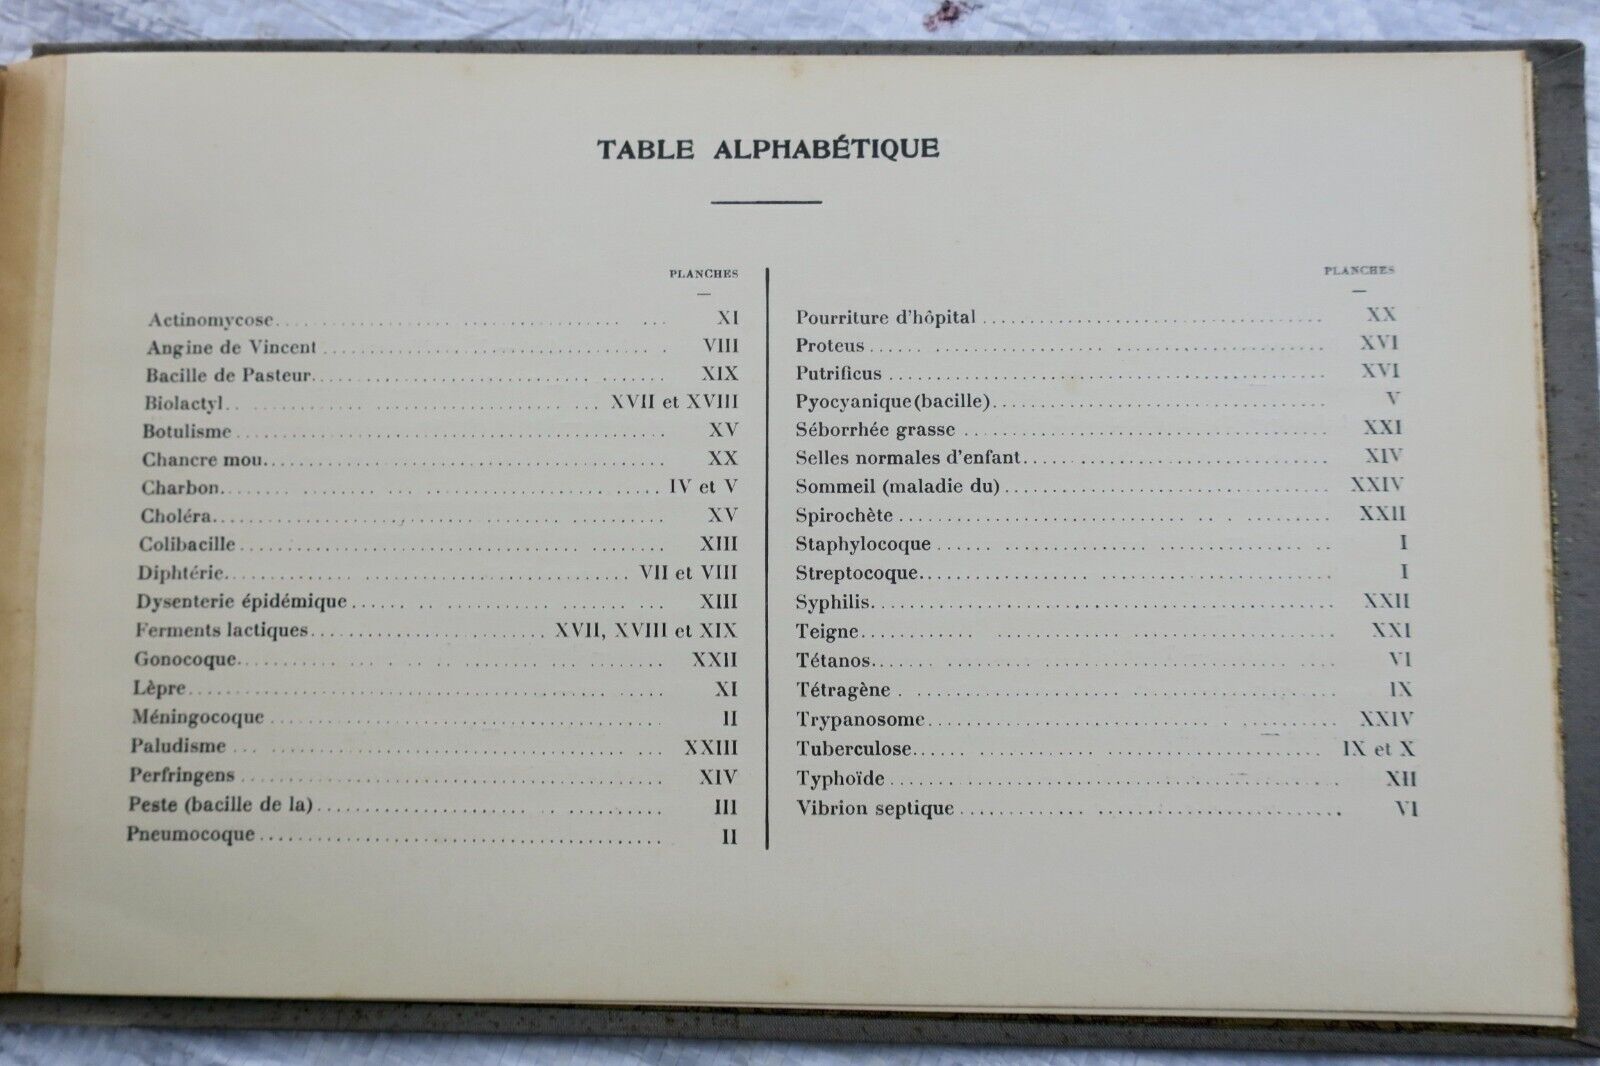 TABLE ALPHABÉTIQUE
PLANCHES
Actinomycose XI
Angine de Vincent VIII
Bacille de Pasteur XIX
Biolactyl XVII et XVIII
Botulisme XV
Chancre mou XX
Charbon IV et V
Choléra XV
Colibacille XIII
Diphtérie VII et VIII
Dysenterie épidémique XIII
Ferments lactiques XVII, XVIII et XIX
Gonocoque XXII
Lèpre XI
Méningocoque II
Paludisme XXIII
Perfringens XIV
Peste (bacille de la) III
Pneumocoque II
PLANCHES
Pourriture d'hôpital XX
Proteus XVI
Putrificus XVI
Pyocyanique (bacille) V
Séborrhée grasse XXI
Selles normales d'enfant XIV
Sommeil (maladie du) XXIV
Spirochète XXII
Staphylocoque I
Streptocoque I
Syphilis XXII
Teigne XXI
Tétanos VI
Tétragène IX
Trypanosome XXIV
Tuberculose IX et X
Typhoïde XII
Vibrion septique VI